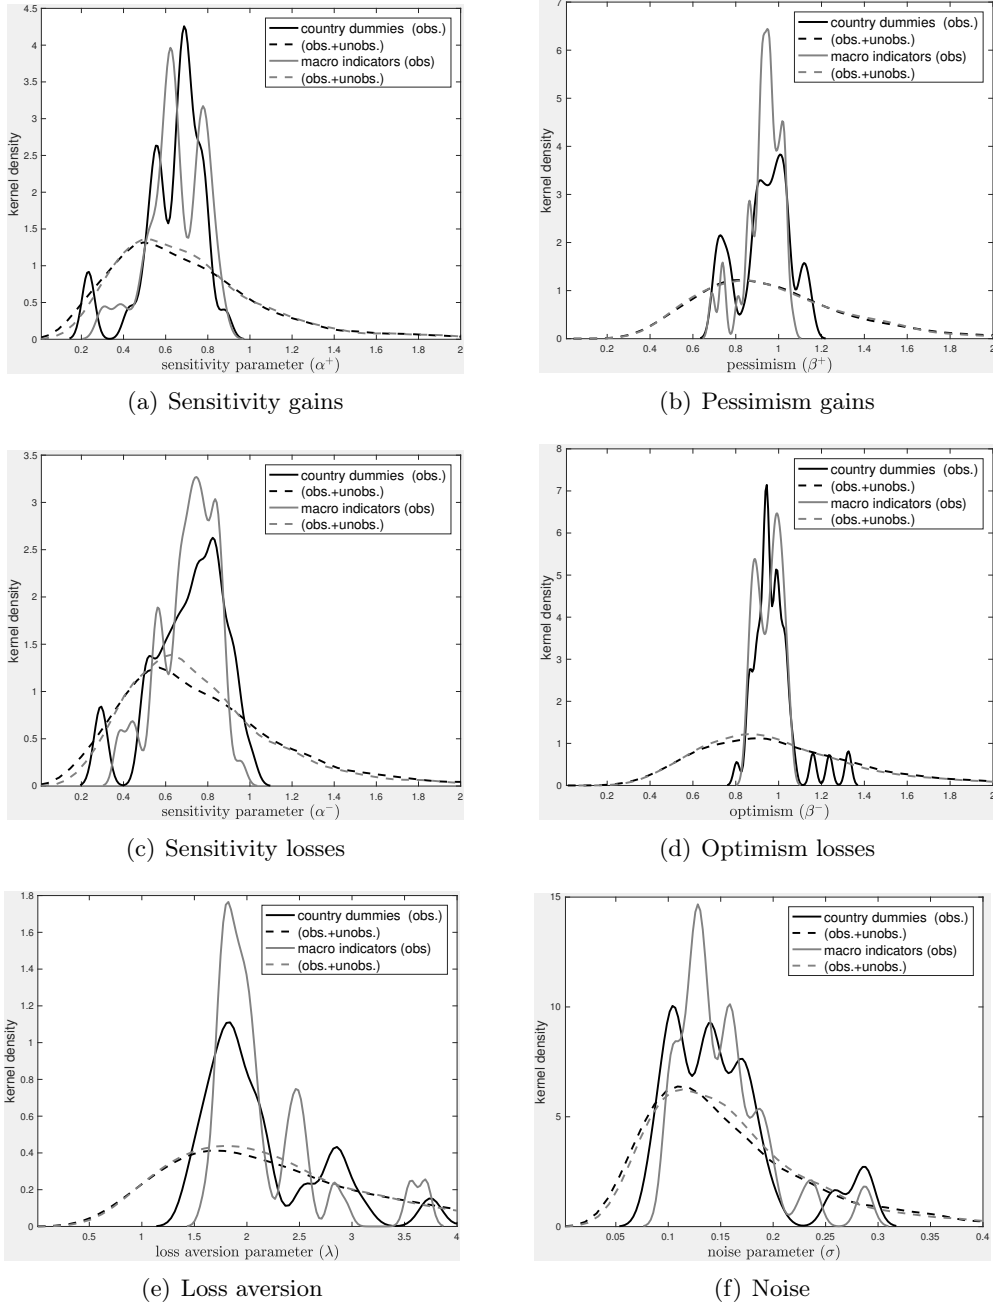 4.5
4
3.5
3
2.5
2
1.5
1
0.5
0
kernel density
country dummies (obs.)
(obs.+unobs.)
macro indicators (obs)
(obs.+unobs.)
0.2 0.4 0.6 0.8 1 1.2 1.4 1.6 1.8 2
sensitivity parameter (α⁺)
(a) Sensitivity gains
7
6
5
4
3
2
1
0
kernel density
country dummies (obs.)
(obs.+unobs.)
macro indicators (obs)
(obs.+unobs.)
0.2 0.4 0.6 0.8 1 1.2 1.4 1.6 1.8 2
pessimism (β⁺)
(b) Pessimism gains
3.5
3
2.5
2
1.5
1
0.5
0
kernel density
country dummies (obs.)
(obs.+unobs.)
macro indicators (obs)
(obs.+unobs.)
0.2 0.4 0.6 0.8 1 1.2 1.4 1.6 1.8 2
sensitivity parameter (α⁻)
(c) Sensitivity losses
8
7
6
5
4
3
2
1
0
kernel density
country dummies (obs.)
(obs.+unobs.)
macro indicators (obs)
(obs.+unobs.)
0.2 0.4 0.6 0.8 1 1.2 1.4 1.6 1.8 2
optimism (β⁻)
(d) Optimism losses
1.8
1.6
1.4
1.2
1
0.8
0.6
0.4
0.2
0
kernel density
country dummies (obs.)
(obs.+unobs.)
macro indicators (obs)
(obs.+unobs.)
0.5 1 1.5 2 2.5 3 3.5 4
loss aversion parameter (λ)
(e) Loss aversion
15
10
5
0
kernel density
country dummies (obs.)
(obs.+unobs.)
macro indicators (obs)
(obs.+unobs.)
0.05 0.1 0.15 0.2 0.25 0.3 0.35 0.4
noise parameter (σ)
(f) Noise